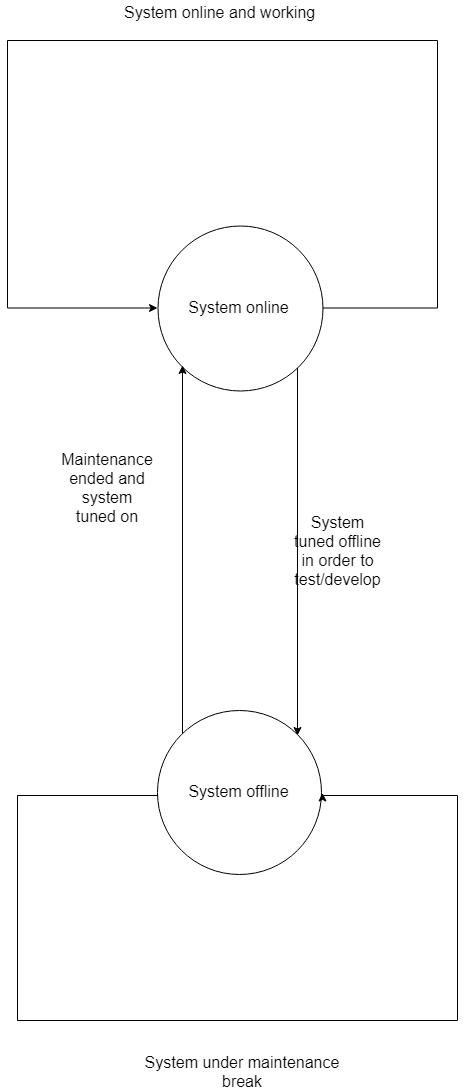 System online and working
System online
Maintenance
ended and
system
tuned on
System
tuned offline
in order to
test/develop
System offline
System under maintenance
break